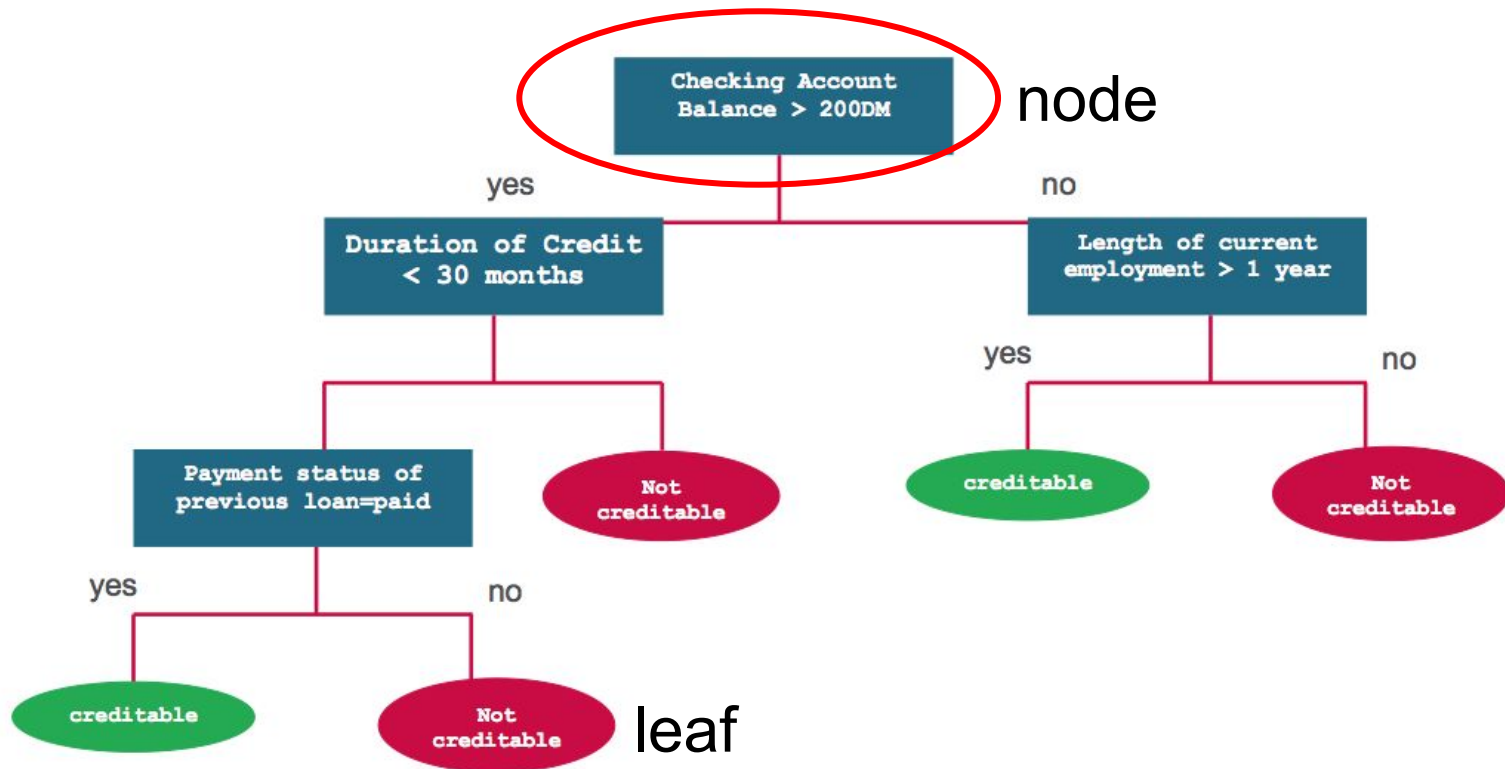 Checking Account
Balance > 200DM
node
yes
no
Duration of Credit
< 30 months
Length of current
employment > 1 year
yes
no
Payment status of
previous loan=paid
Not
creditable
creditable
Not
creditable
yes
no
creditable
Not
creditable
leaf